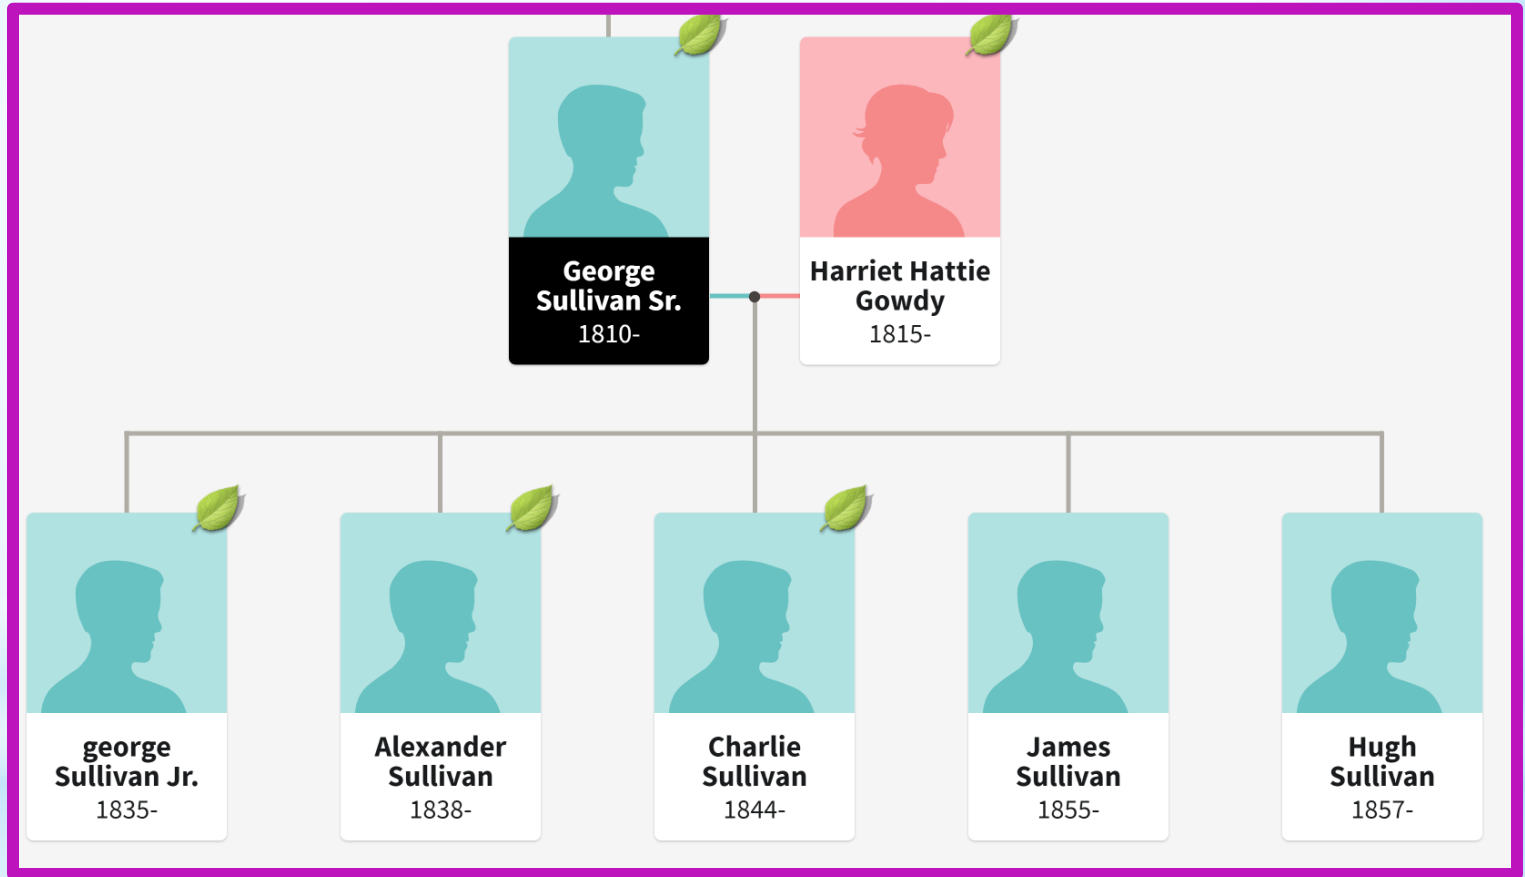 George
Sullivan Sr.
1810-
Harriet Hattie
Gowdy
1815-
george
Sullivan Jr.
1835-
Alexander
Sullivan
1838-
Charlie
Sullivan
1844-
James
Sullivan
1855-
Hugh
Sullivan
1857-